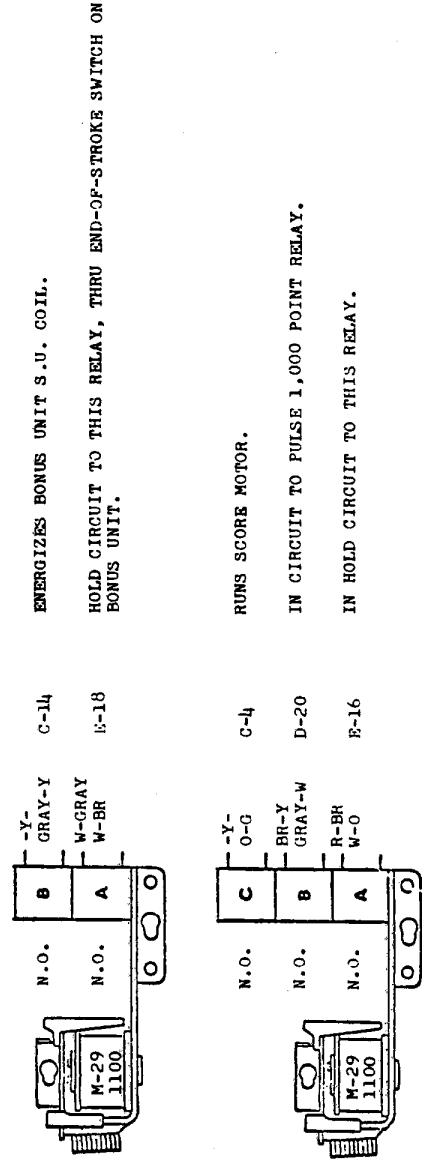 M-29
1100
N.O. B -Y-
GRAY-Y C-14 ENERGIZES BONUS UNIT S.U. COIL.
N.O. A W-GRAY
W-BR E-18 HOLD CIRCUIT TO THIS RELAY, THRU END-OF-STROKE SWITCH ON
BONUS UNIT.
M-29
1100
N.O. C -Y-
O-G C-4 RUNS SCORE MOTOR.
N.O. B BR-Y
GRAY-W D-20 IN CIRCUIT TO PULSE 1,000 POINT RELAY.
N.O. A R-BR
W-O E-16 IN HOLD CIRCUIT TO THIS RELAY.